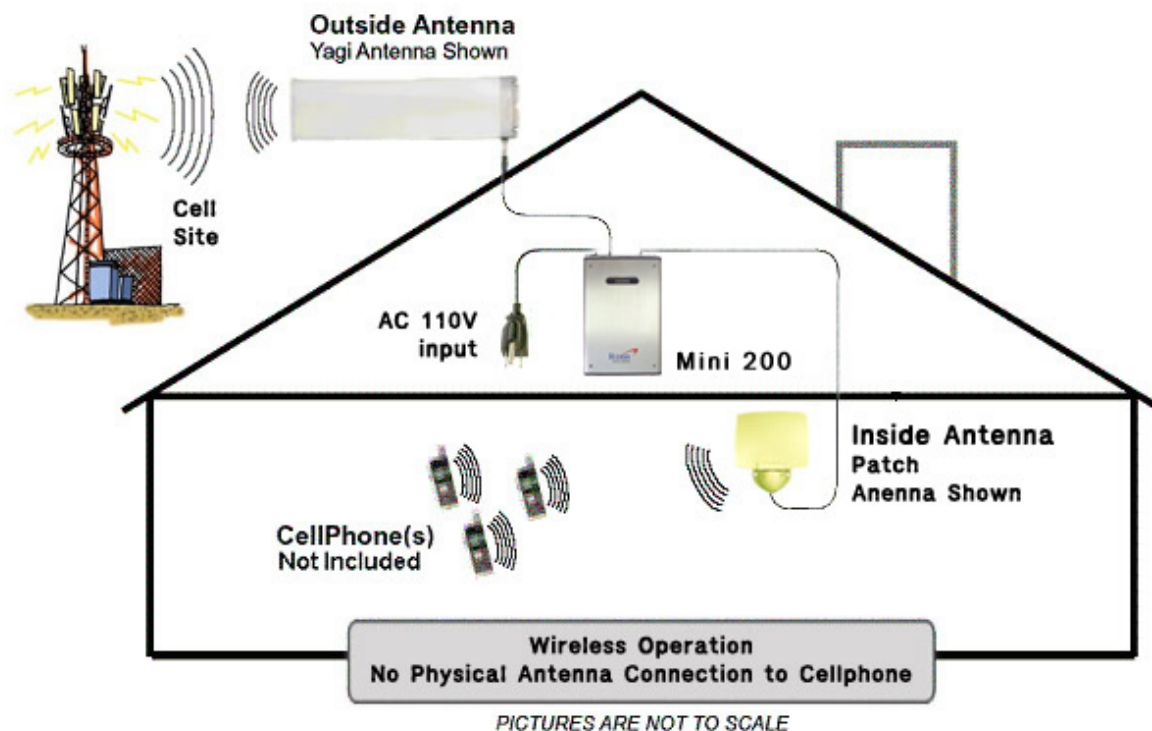 Outside Antenna
Yagi Antenna Shown
Cell
Site
AC 110V
input
Mini 200
Inside Antenna
Patch
Anenna Shown
CellPhone(s)
Not Included
Wireless Operation
No Physical Antenna Connection to Cellphone
PICTURES ARE NOT TO SCALE